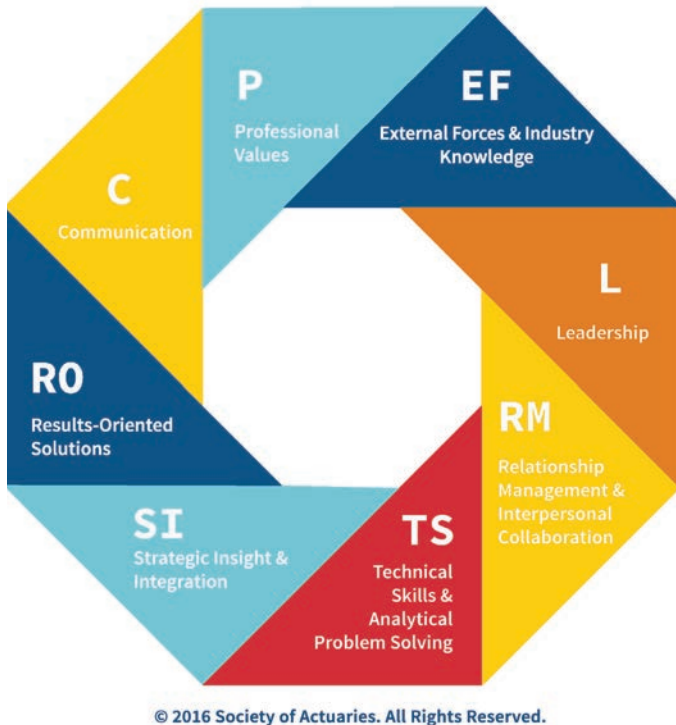 P
Professional
Values
EF
External Forces & Industry
Knowledge
L
Leadership
RM
Relationship
Management &
Interpersonal
Collaboration
TS
Technical
Skills &
Analytical
Problem Solving
SI
Strategic Insight &
Integration
RO
Results-Oriented
Solutions
C
Communication
© 2016 Society of Actuaries. All Rights Reserved.